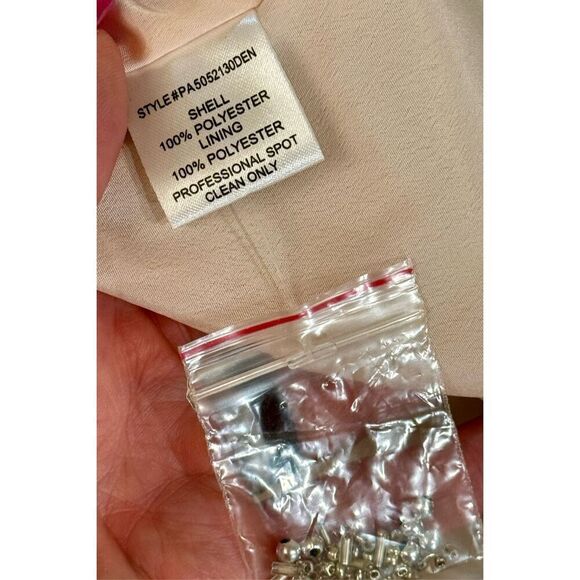 STYLE#PA5052130DEN
SHELL
100% POLYESTER
LINING
100% POLYESTER
PROFESSIONAL SPOT
CLEAN ONLY